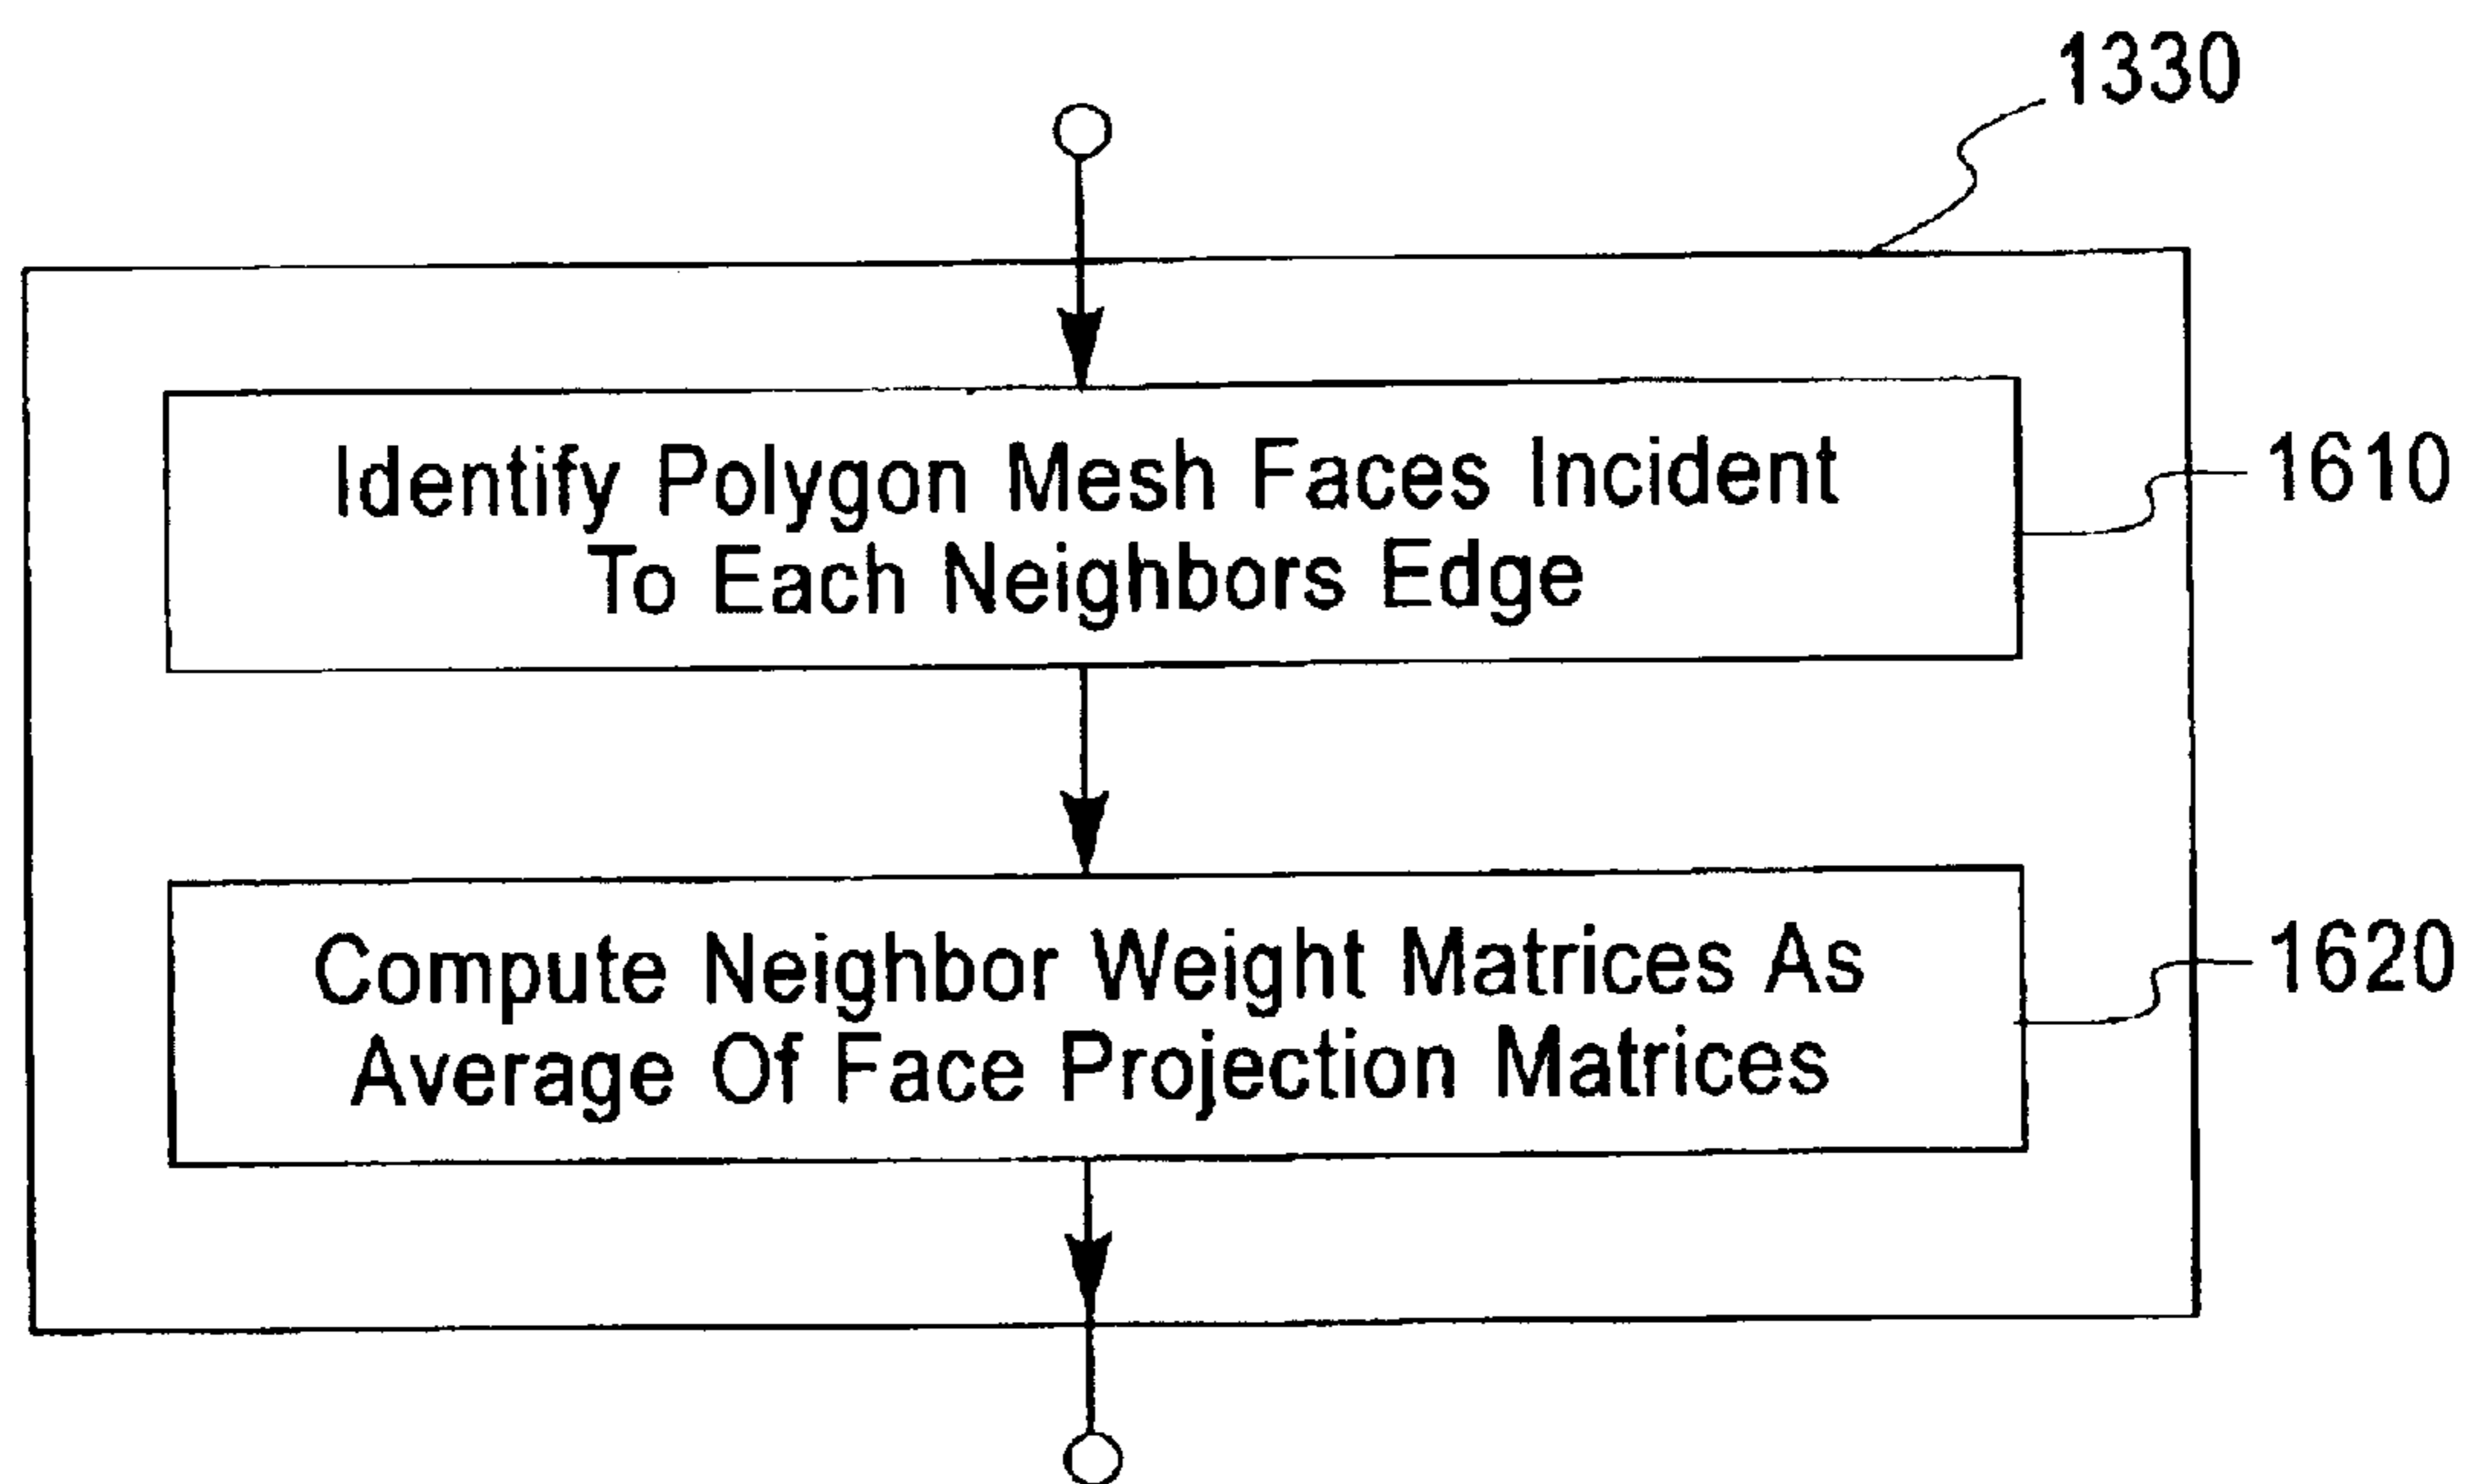 1330
Identify Polygon Mesh Faces Incident
To Each Neighbors Edge
1610
Compute Neighbor Weight Matrices As
Average Of Face Projection Matrices
1620